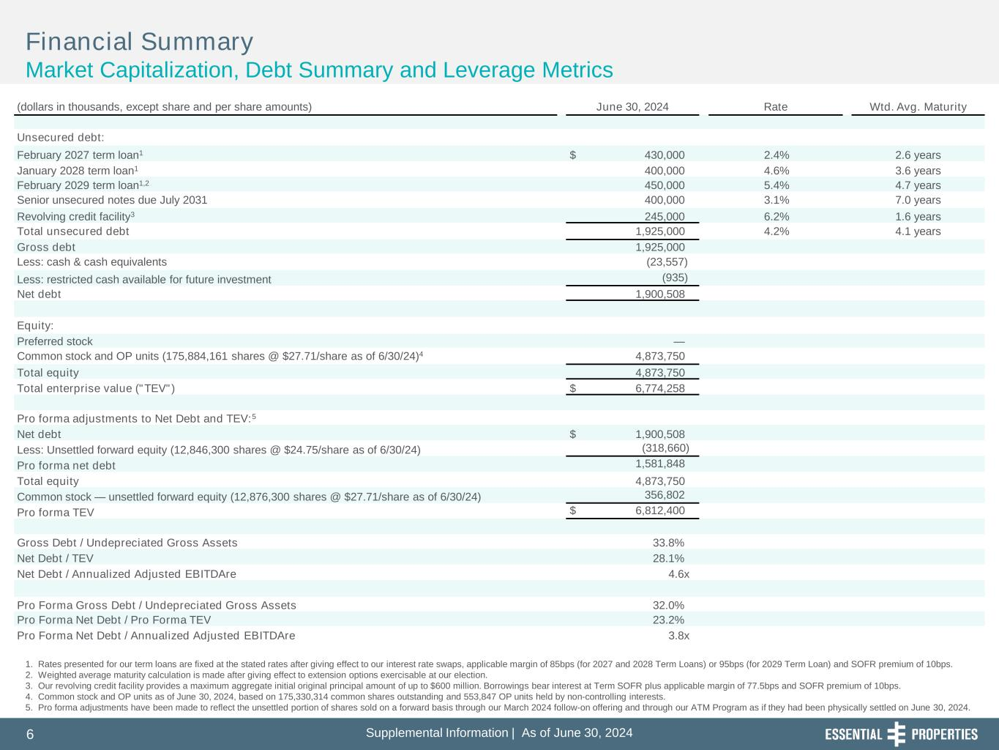 Financial Summary
Market Capitalization, Debt Summary and Leverage Metrics
(dollars in thousands, except share and per share amounts) June 30, 2024 Rate Wtd. Avg. Maturity
Unsecured debt:
February 2027 term loan¹ $ 430,000 2.4% 2.6 years
January 2028 term loan¹ 400,000 4.6% 3.6 years
February 2029 term loan¹,² 450,000 5.4% 4.7 years
Senior unsecured notes due July 2031 400,000 3.1% 7.0 years
Revolving credit facility³ 245,000 6.2% 1.6 years
Total unsecured debt 1,925,000 4.2% 4.1 years
Gross debt 1,925,000
Less: cash & cash equivalents (23,557)
Less: restricted cash available for future investment (935)
Net debt 1,900,508
Equity:
Preferred stock —
Common stock and OP units (175,884,161 shares @ $27.71/share as of 6/30/24)⁴ 4,873,750
Total equity 4,873,750
Total enterprise value ("TEV") $ 6,774,258
Pro forma adjustments to Net Debt and TEV:⁵
Net debt $ 1,900,508
Less: Unsettled forward equity (12,846,300 shares @ $24.75/share as of 6/30/24) (318,660)
Pro forma net debt 1,581,848
Total equity 4,873,750
Common stock — unsettled forward equity (12,876,300 shares @ $27.71/share as of 6/30/24) 356,802
Pro forma TEV $ 6,812,400
Gross Debt / Undepreciated Gross Assets 33.8%
Net Debt / TEV 28.1%
Net Debt / Annualized Adjusted EBITDAre 4.6x
Pro Forma Gross Debt / Undepreciated Gross Assets 32.0%
Pro Forma Net Debt / Pro Forma TEV 23.2%
Pro Forma Net Debt / Annualized Adjusted EBITDAre 3.8x
1. Rates presented for our term loans are fixed at the stated rates after giving effect to our interest rate swaps, applicable margin of 85bps (for 2027 and 2028 Term Loans) or 95bps (for 2029 Term Loan) and SOFR premium of 10bps.
2. Weighted average maturity calculation is made after giving effect to extension options exercisable at our election.
3. Our revolving credit facility provides a maximum aggregate initial original principal amount of up to $600 million. Borrowings bear interest at Term SOFR plus applicable margin of 77.5bps and SOFR premium of 10bps.
4. Common stock and OP units as of June 30, 2024, based on 175,330,314 common shares outstanding and 553,847 OP units held by non-controlling interests.
5. Pro forma adjustments have been made to reflect the unsettled portion of shares sold on a forward basis through our March 2024 follow-on offering and through our ATM Program as if they had been physically settled on June 30, 2024.
6 Supplemental Information | As of June 30, 2024 ESSENTIAL PROPERTIES